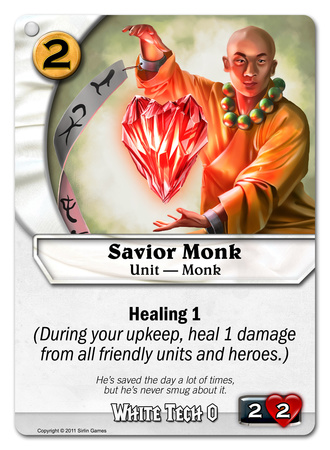 2
Savior Monk
Unit — Monk
Healing 1
(During your upkeep, heal 1 damage
from all friendly units and heroes.)
He's saved the day a lot of times,
but he's never smug about it.
White Tech 0
2 2
Copyright © 2011 Sirlin Games